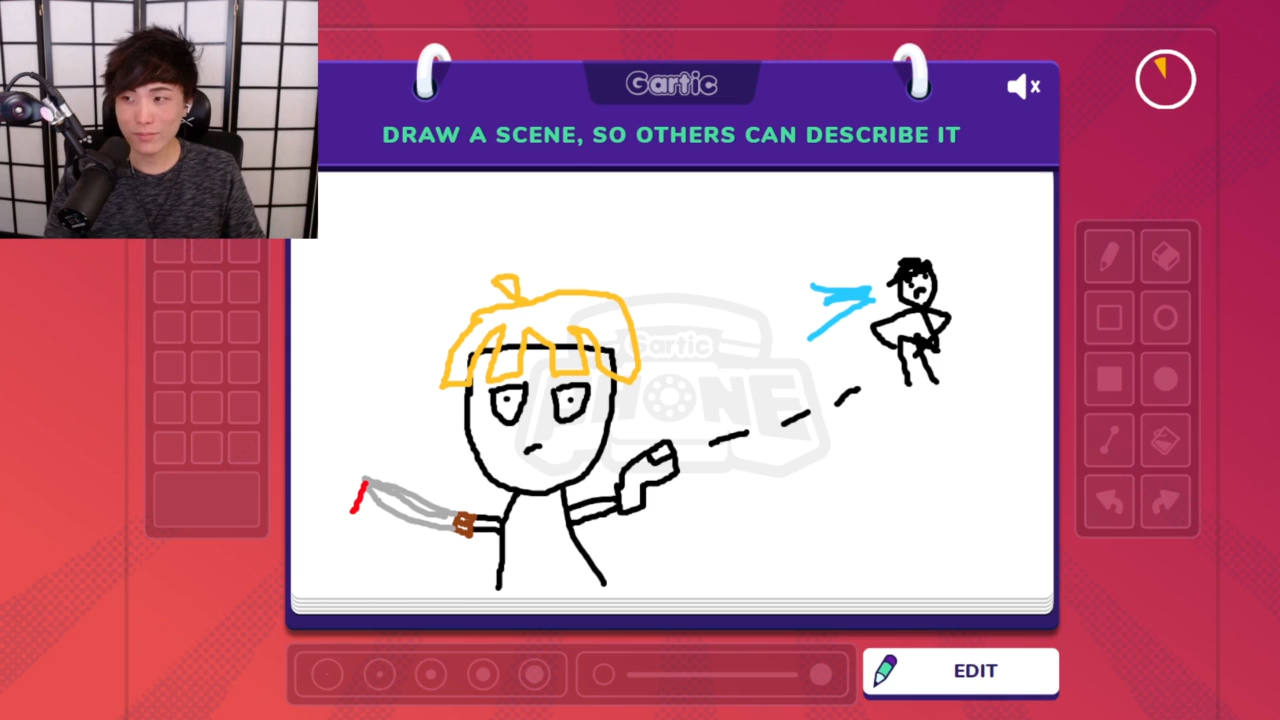 Gartic
DRAW A SCENE, SO OTHERS CAN DESCRIBE IT
Gartic
PHONE
EDIT